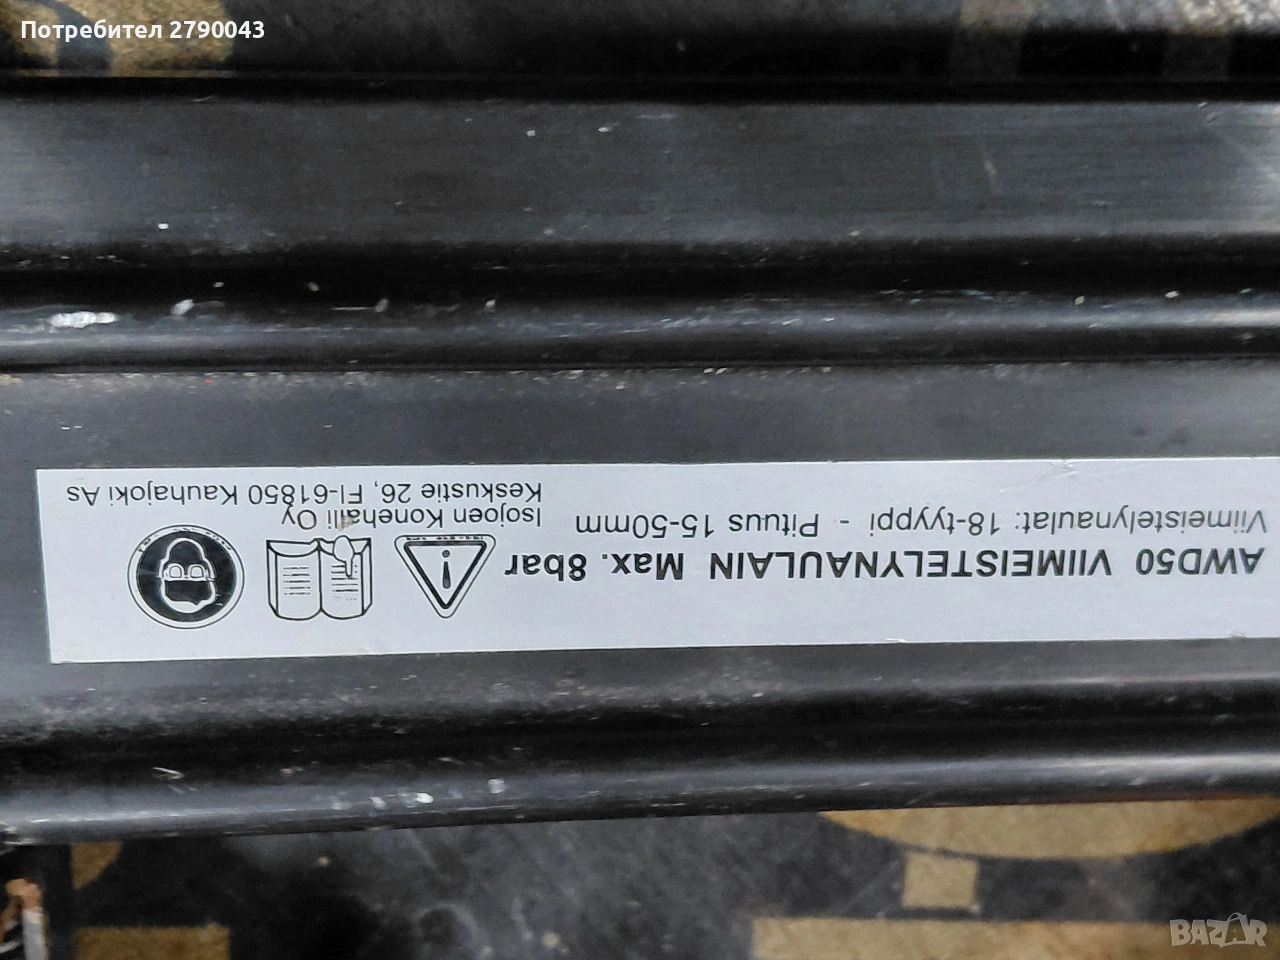 Потребител 2790043
AWD50 VIIMEISTELYNAULAIN Max. 8bar
Viimeistelynaulat: 18-tyyppi - Pituus 15-50mm
Isojoen Konehalli Oy
Keskustie 26, FI-61850 Kauhajoki As
BAZAR